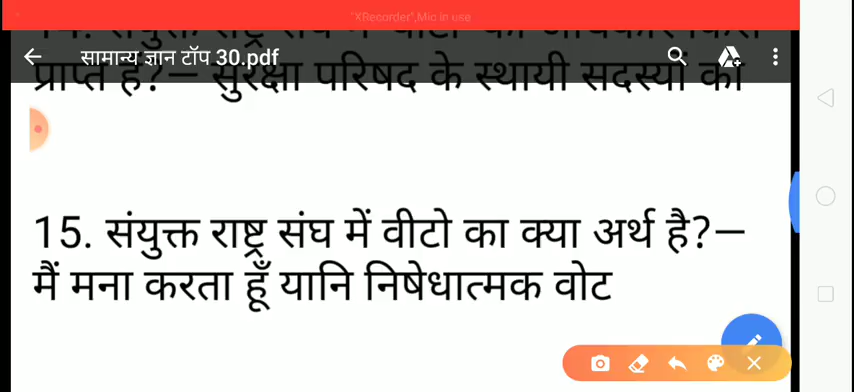 "XRecorder",Mic in use
सामान्य ज्ञान टॉप 30.pdf
प्राप्त है?– सुरक्षा परिषद के स्थायी सदस्यों को
15. संयुक्त राष्ट्र संघ में वीटो का क्या अर्थ है?–
मैं मना करता हूँ यानि निषेधात्मक वोट